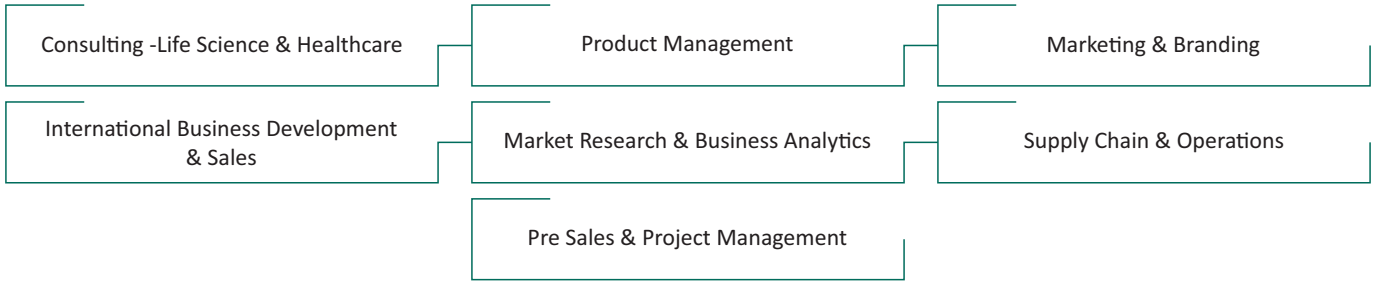 Consulting -Life Science & Healthcare
Product Management
Marketing & Branding
International Business Development
& Sales
Market Research & Business Analytics
Supply Chain & Operations
Pre Sales & Project Management